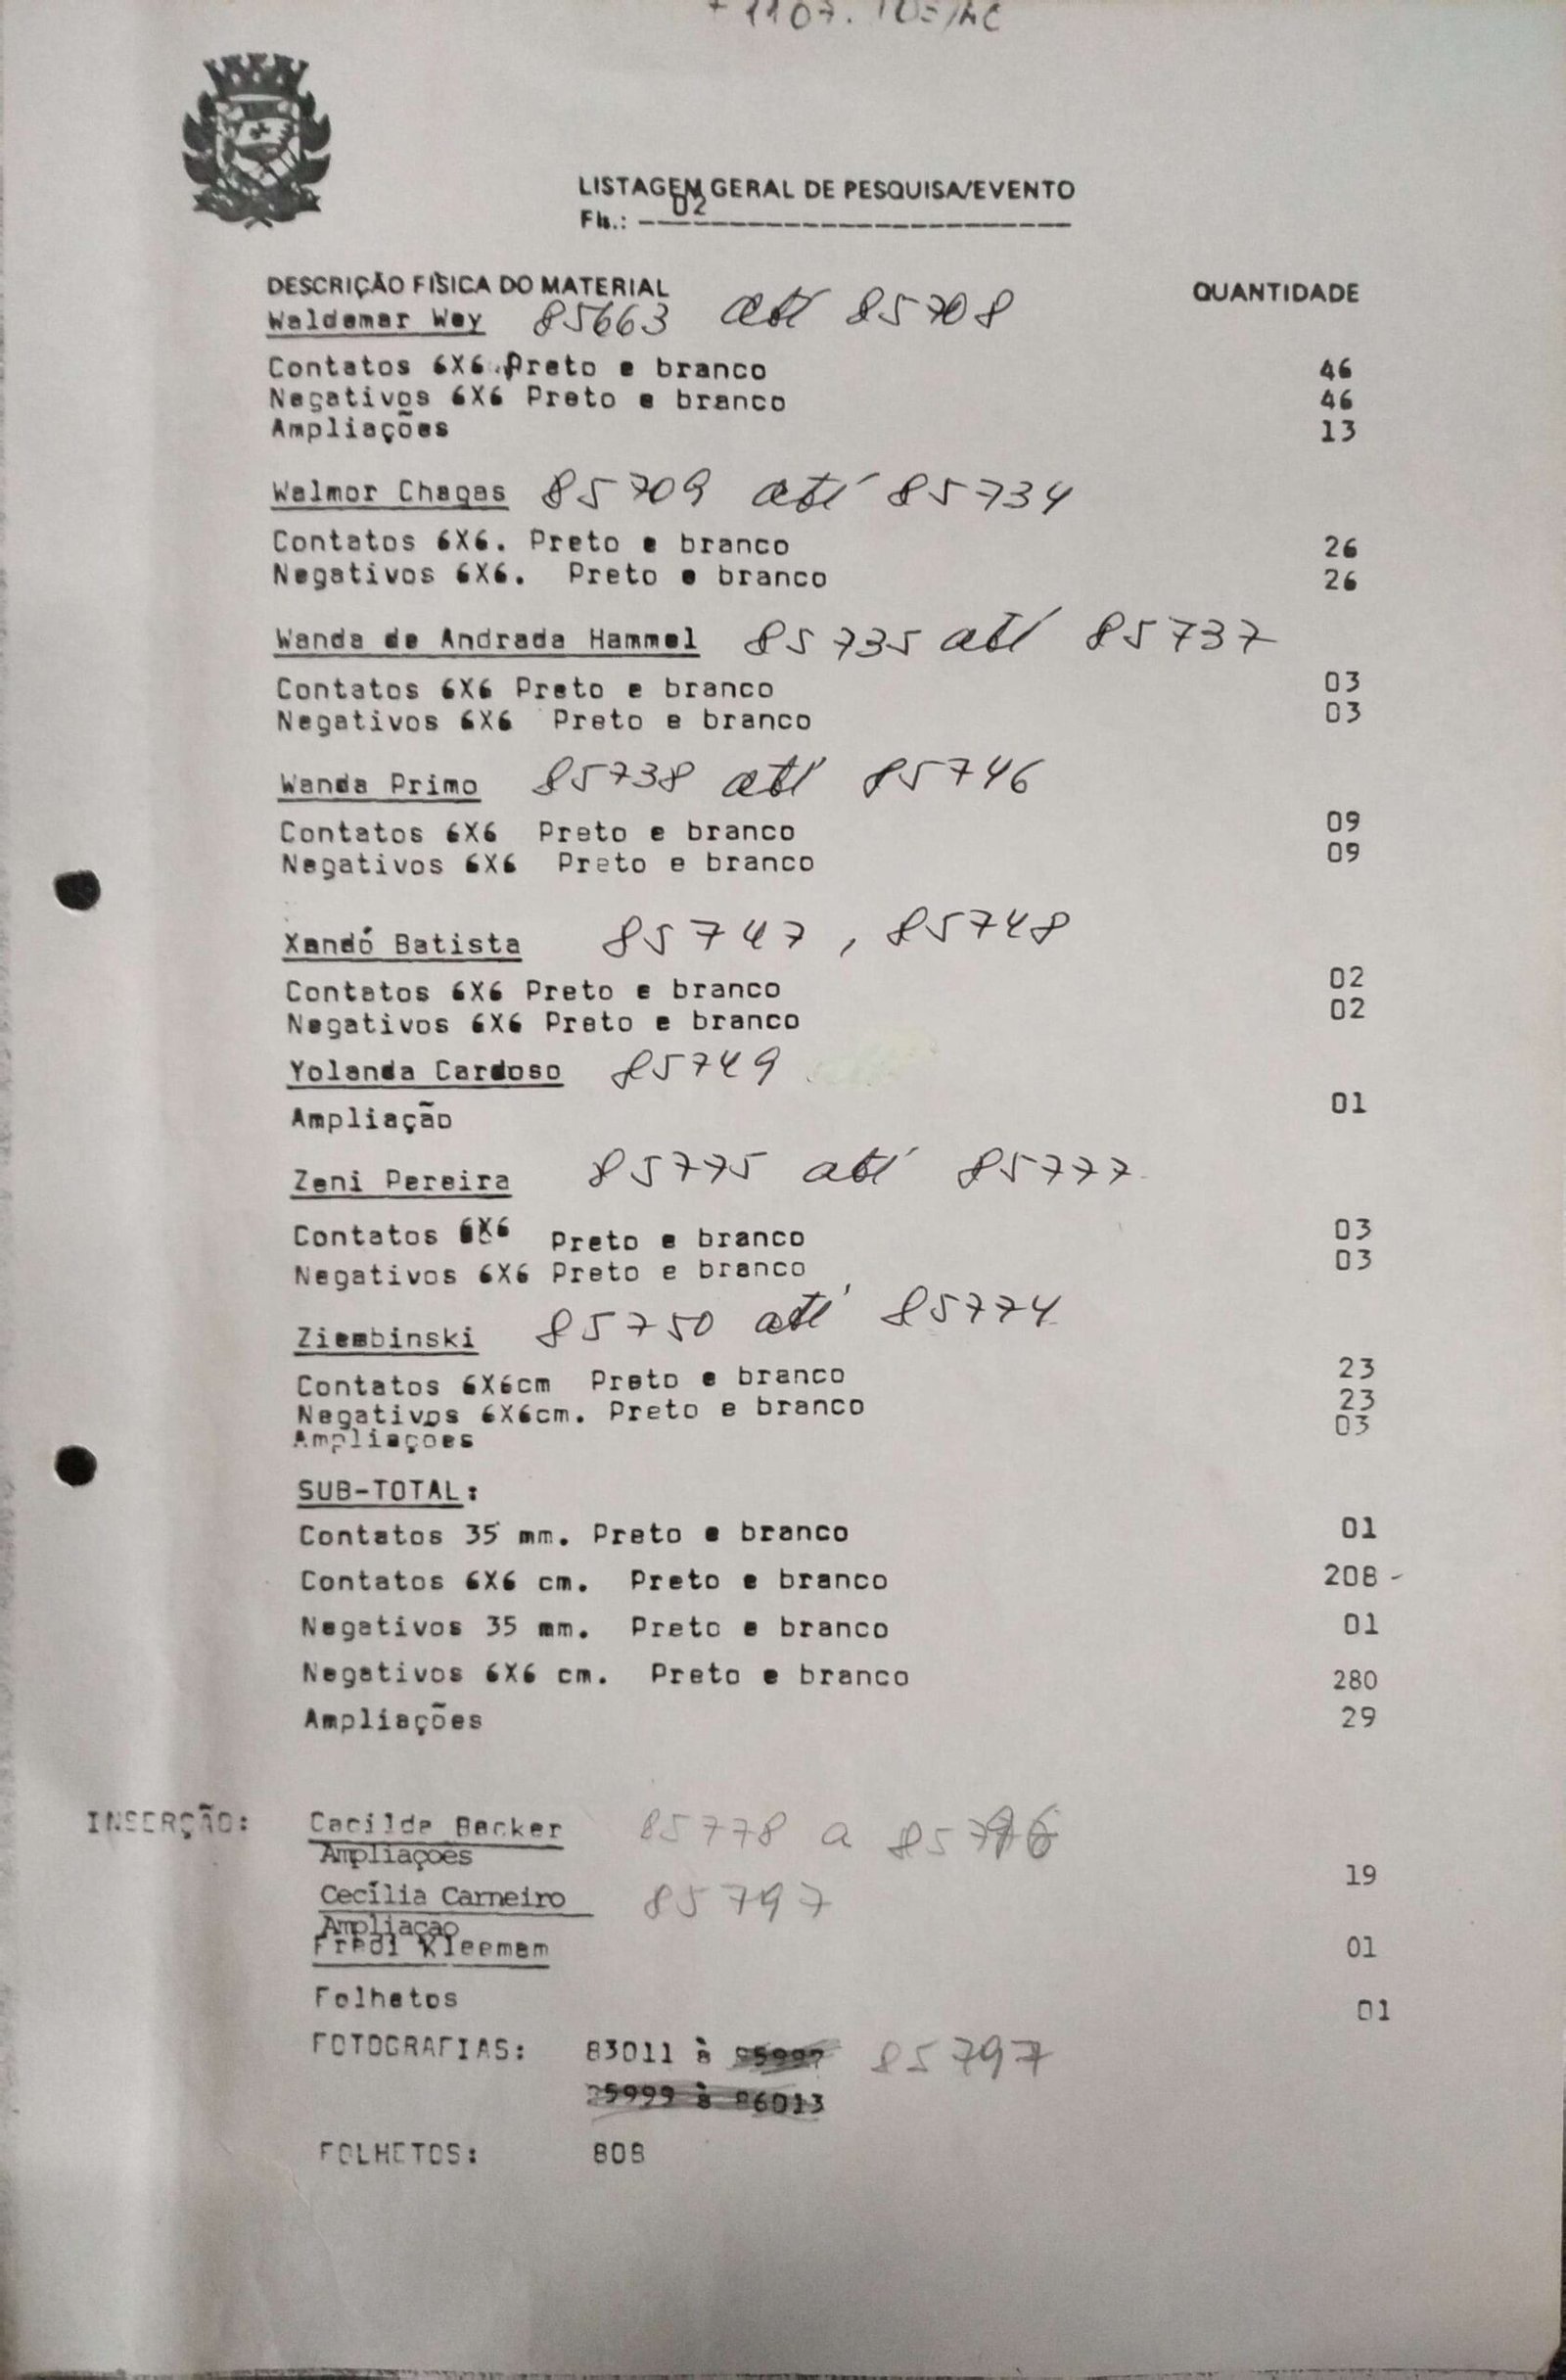 LISTAGEM GERAL DE PESQUISA/EVENTO
Fls.: 02
DESCRIÇÃO FÍSICA DO MATERIAL QUANTIDADE
Waldemar Wey 85663 até 85708
Contatos 6X6. Preto e branco 46
Negativos 6X6 Preto e branco 46
Ampliações 13
Walmor Chagas 85709 até 85734
Contatos 6X6. Preto e branco 26
Negativos 6X6. Preto e branco 26
Wanda de Andrada Hammel 85735 até 85737
Contatos 6X6 Preto e branco 03
Negativos 6X6 Preto e branco 03
Wanda Primo 85738 até 85746
Contatos 6X6 Preto e branco 09
Negativos 6X6 Preto e branco 09
Xandó Batista 85747, 85748
Contatos 6X6 Preto e branco 02
Negativos 6X6 Preto e branco 02
Yolanda Cardoso 85749
Ampliação 01
Zeni Pereira 85775 até 85777
Contatos 6X6 Preto e branco 03
Negativos 6X6 Preto e branco 03
Ziembinski 85750 até 85774
Contatos 6X6cm Preto e branco 23
Negativos 6X6cm. Preto e branco 23
Ampliações 03
SUB-TOTAL:
Contatos 35 mm. Preto e branco 01
Contatos 6X6 cm. Preto e branco 208 -
Negativos 35 mm. Preto e branco 01
Negativos 6X6 cm. Preto e branco 280
Ampliações 29
INSERÇÃO: Cacilda Becker 85778 a 85796
Ampliações 19
Cecília Carneiro 85797
Ampliação
Fredi Kleemam 01
Folhetos 01
FOTOGRAFIAS: 83011 à 85797
85999 à 86013
FOLHETOS: 808